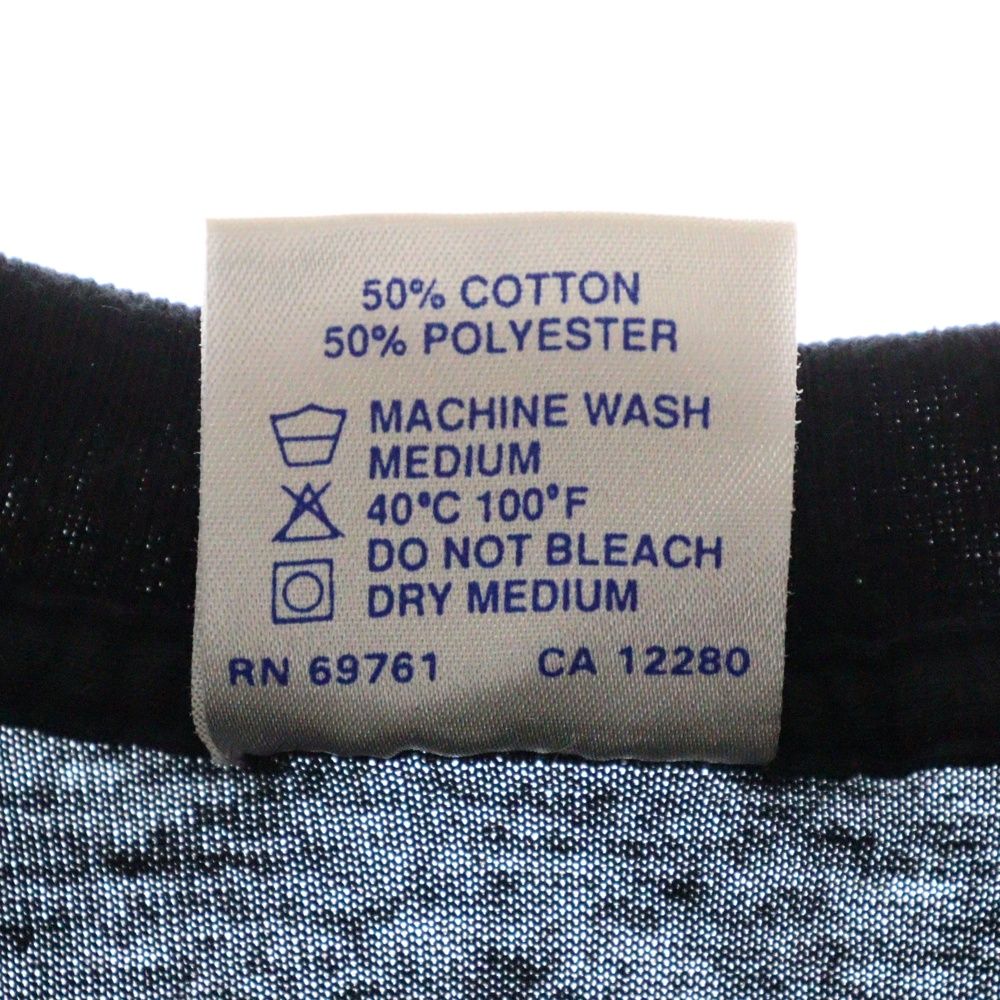 50% COTTON
50% POLYESTER
MACHINE WASH
MEDIUM
40°C 100°F
DO NOT BLEACH
DRY MEDIUM
RN 69761 CA 12280